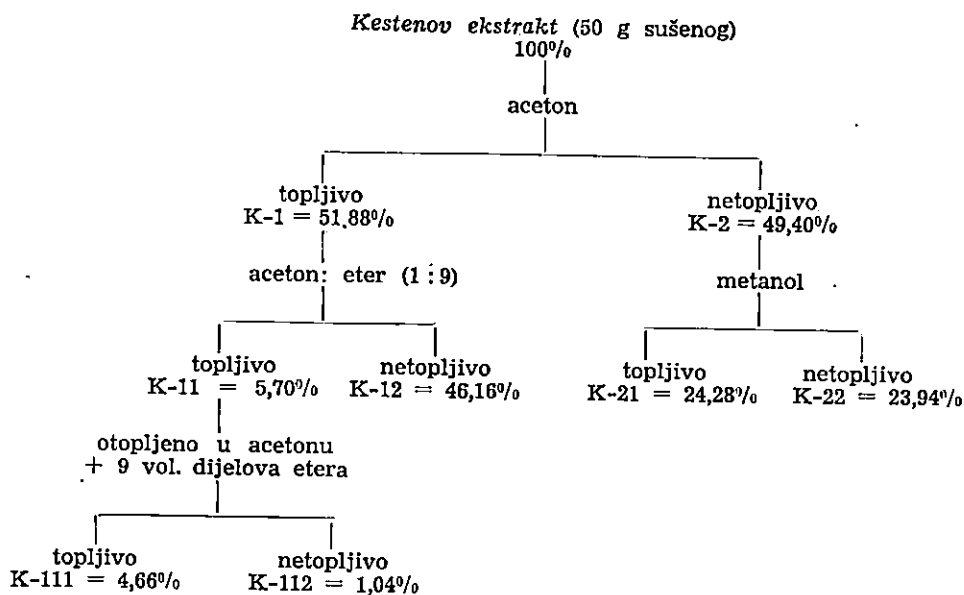 Kestenov ekstrakt (50 g sušenog)
100%
aceton
topljivo
K-1 = 51,88%
netopljivo
K-2 = 49,40%
aceton: eter (1 : 9)
metanol
topljivo
K-11 = 5,70%
netopljivo
K-12 = 46,16%
topljivo
K-21 = 24,28%
netopljivo
K-22 = 23,94%
otopljeno u acetonu
+ 9 vol. dijelova etera
topljivo
K-111 = 4,66%
netopljivo
K-112 = 1,04%